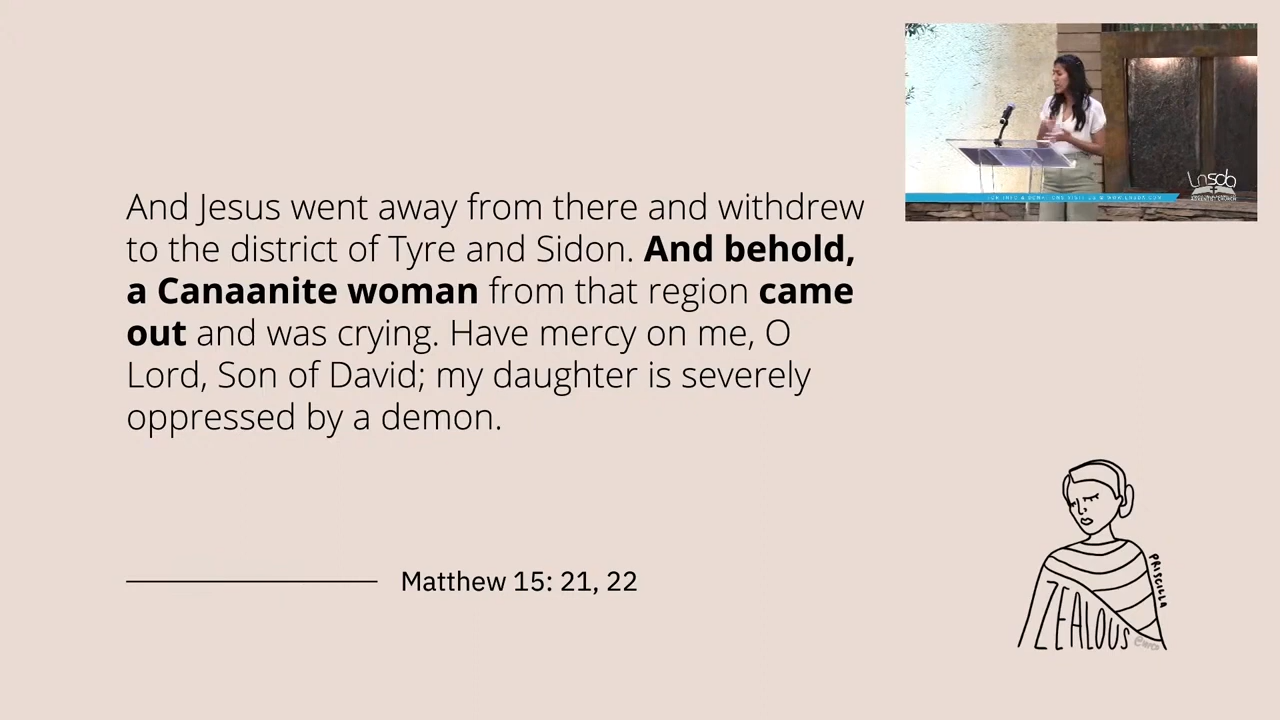 And Jesus went away from there and withdrew
to the district of Tyre and Sidon. And behold,
a Canaanite woman from that region came
out and was crying. Have mercy on me, O
Lord, Son of David; my daughter is severely
oppressed by a demon.
Matthew 15: 21, 22
PRISCILLA
ZEALOUS